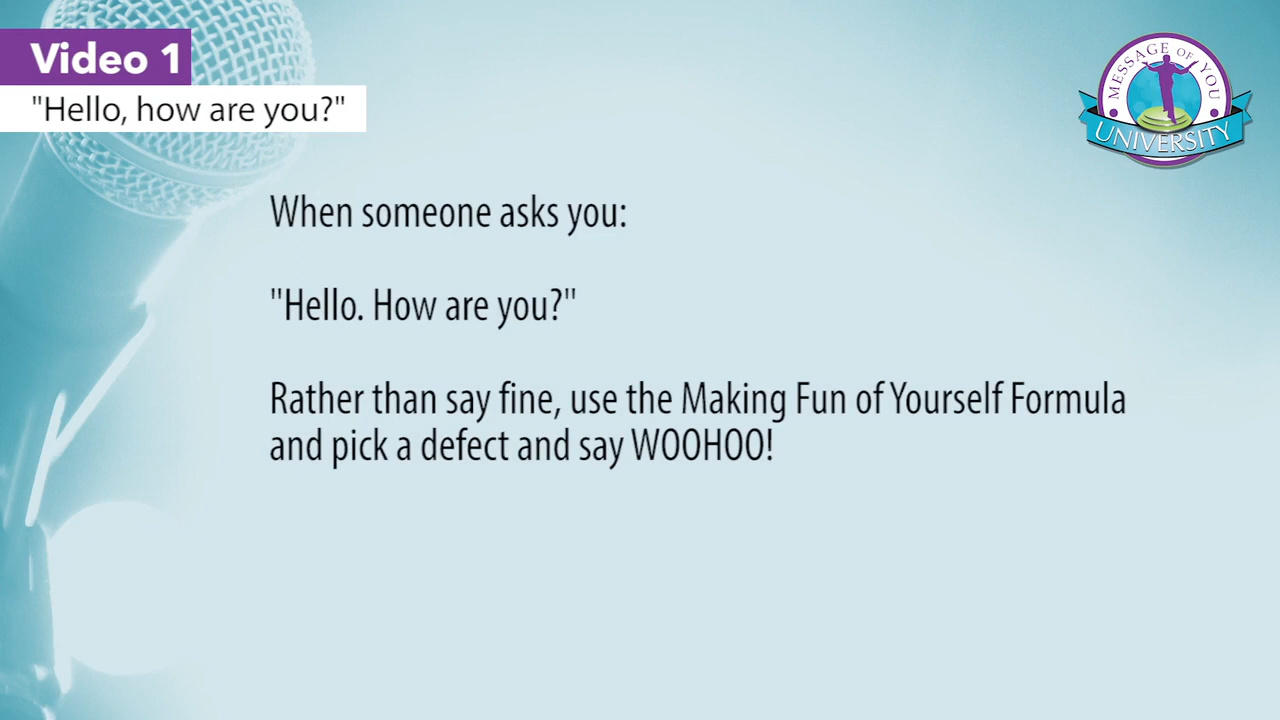 Video 1
"Hello, how are you?"
MESSAGE OF YOU
UNIVERSITY
When someone asks you:
"Hello. How are you?"
Rather than say fine, use the Making Fun of Yourself Formula
and pick a defect and say WOOHOO!